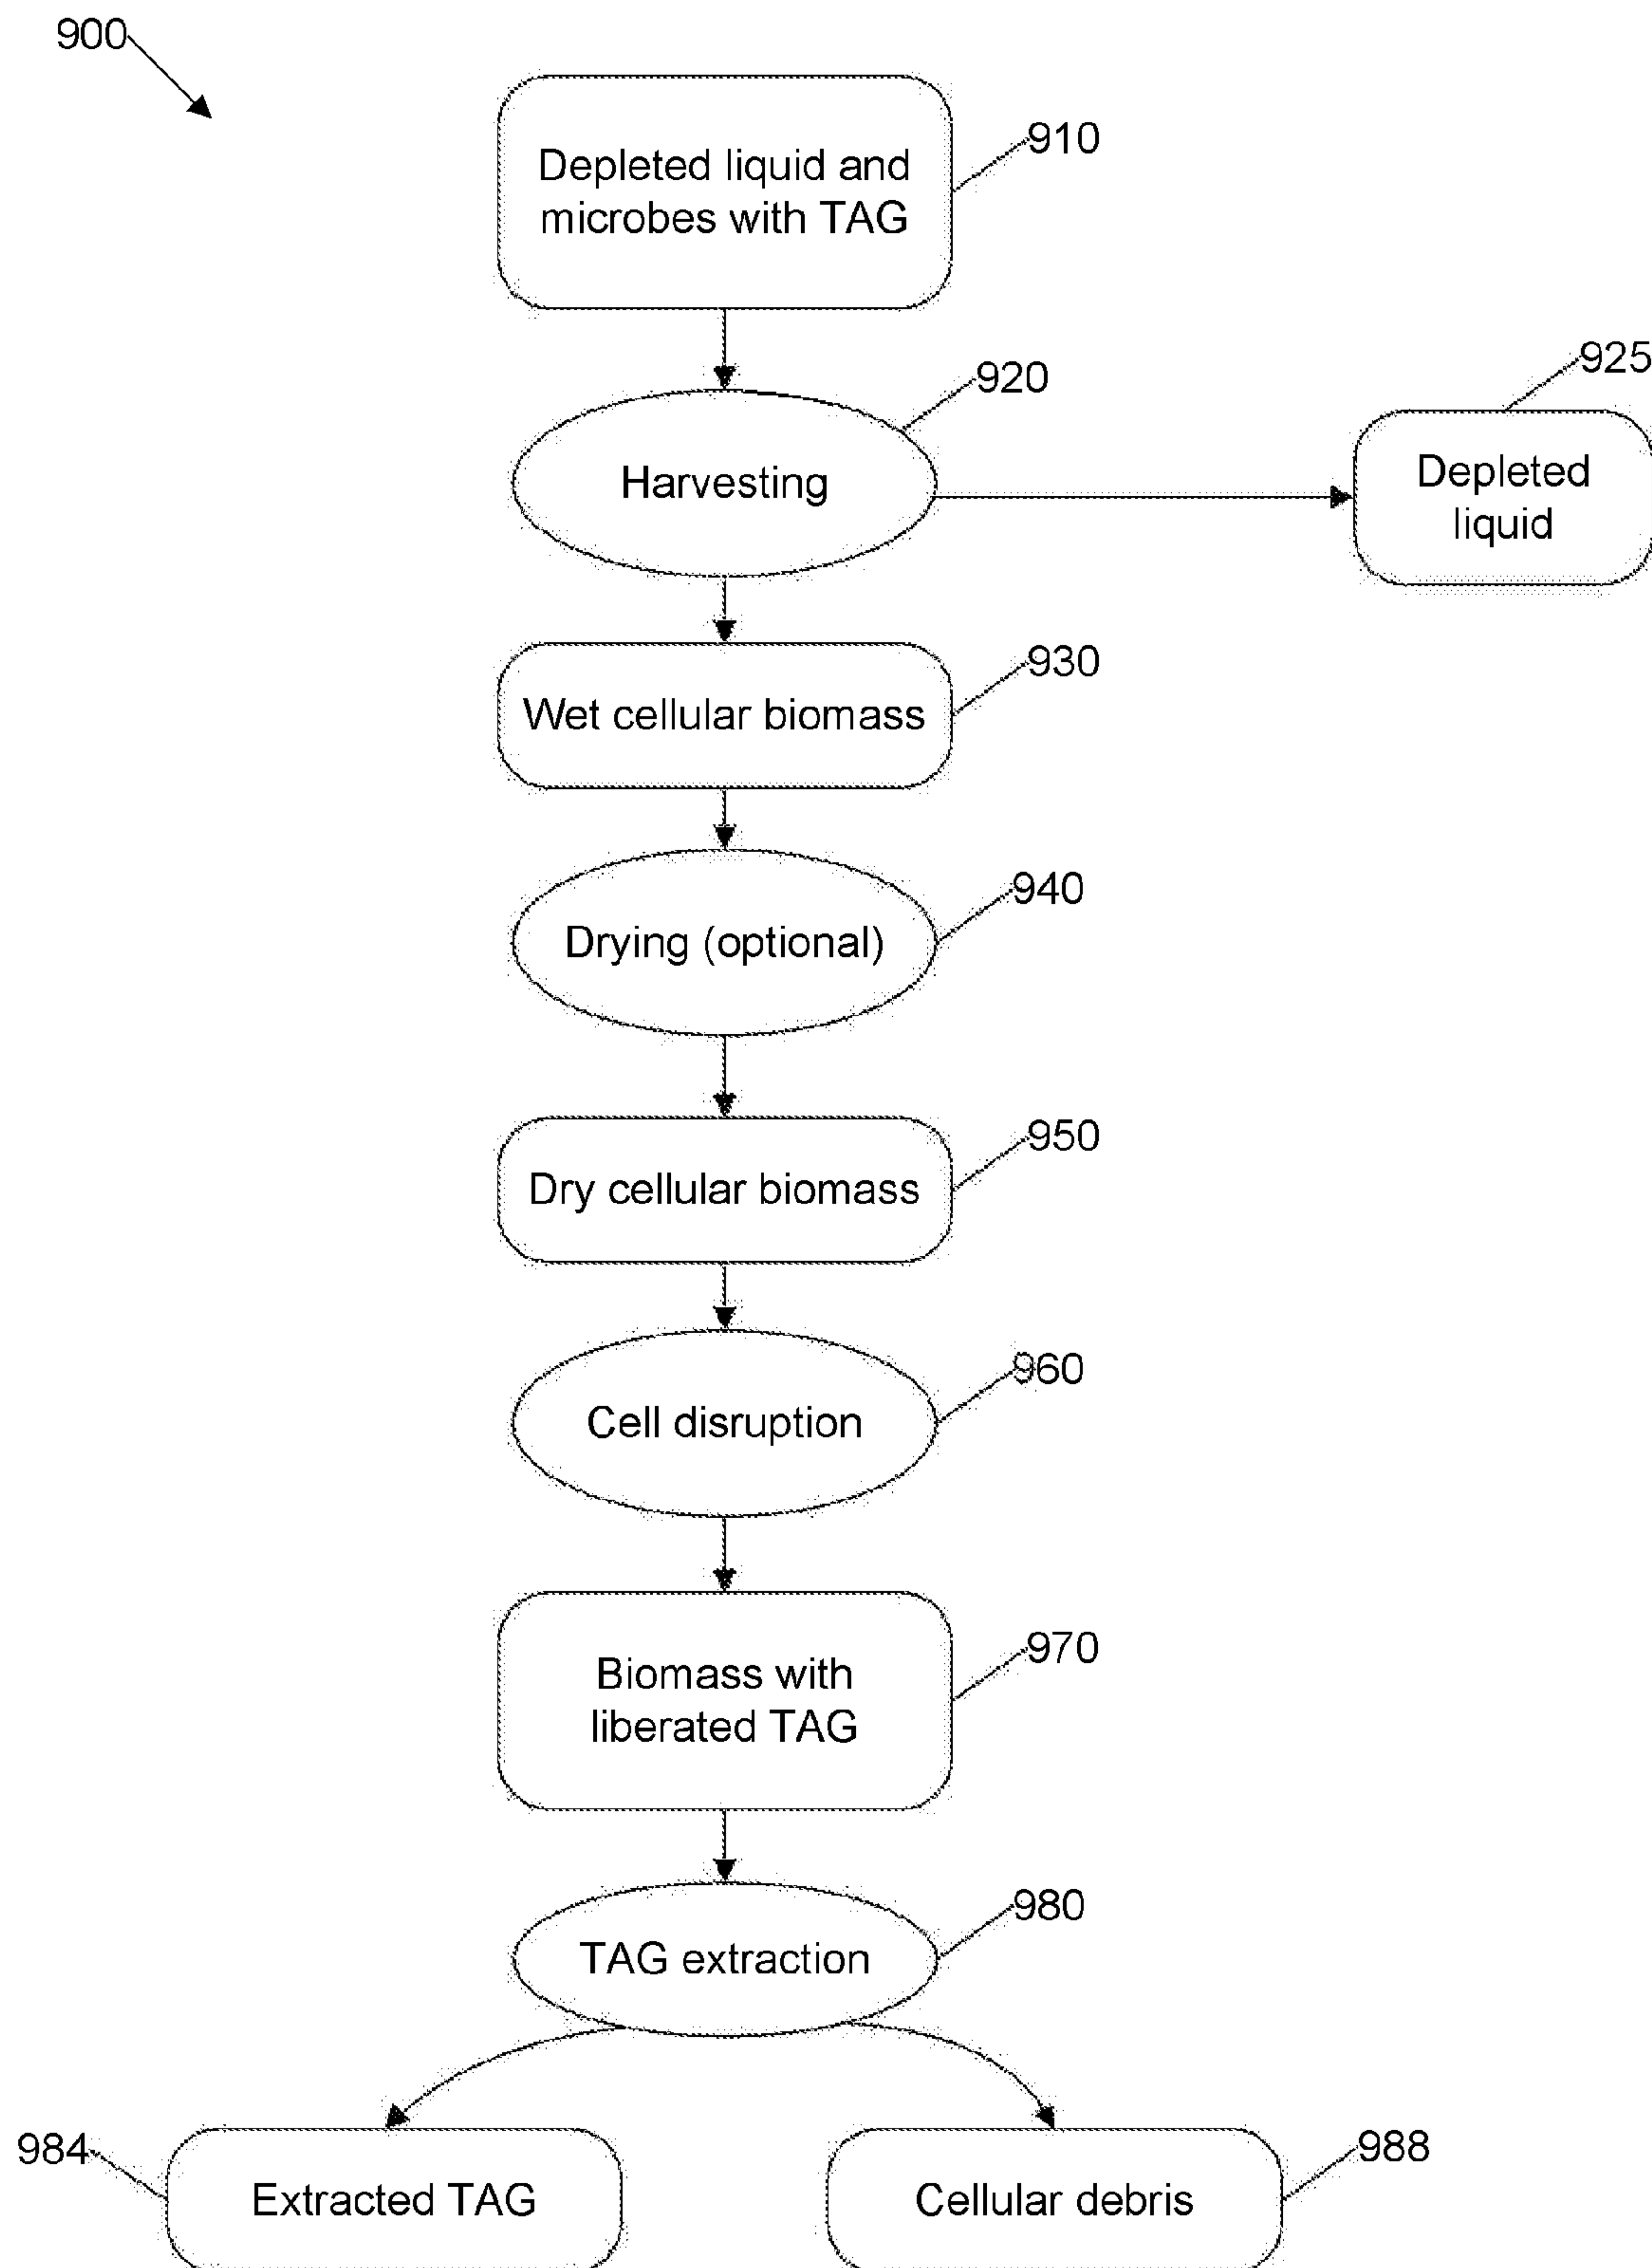 900
Depleted liquid and
microbes with TAG
910
Harvesting
920
Depleted
liquid
925
Wet cellular biomass
930
Drying (optional)
940
Dry cellular biomass
950
Cell disruption
960
Biomass with
liberated TAG
970
TAG extraction
980
984
Extracted TAG
Cellular debris
988